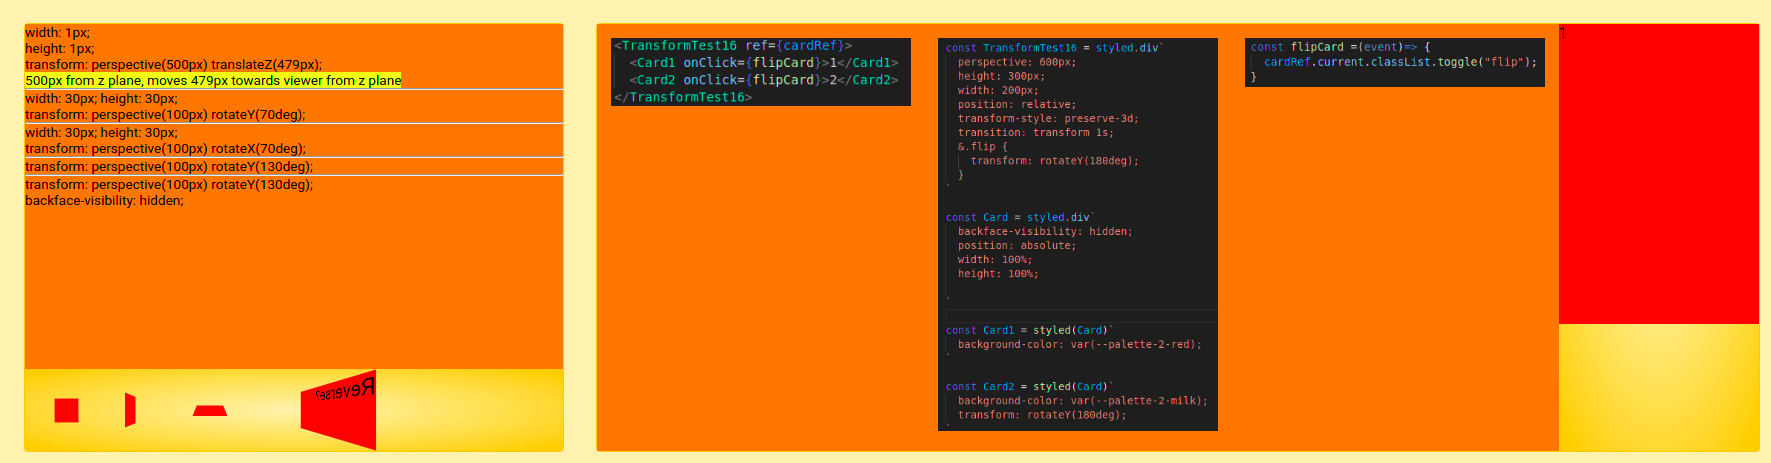 width: 1px;
height: 1px;
transform: perspective(500px) translateZ(479px);
500px from z plane, moves 479px towards viewer from z plane
width: 30px; height: 30px;
transform: perspective(100px) rotateY(70deg);
width: 30px; height: 30px;
transform: perspective(100px) rotateX(70deg);
transform: perspective(100px) rotateY(130deg);
transform: perspective(100px) rotateY(130deg);
backface-visibility: hidden;
Reverse?
<TransformTest16 ref={cardRef}>
<Card1 onClick={flipCard}>1</Card1>
<Card2 onClick={flipCard}>2</Card2>
</TransformTest16>
const TransformTest16 = styled.div`
perspective: 600px;
height: 300px;
width: 200px;
position: relative;
transform-style: preserve-3d;
transition: transform 1s;
&.flip {
transform: rotateY(180deg);
}
`
const Card = styled.div`
backface-visibility: hidden;
position: absolute;
width: 100%;
height: 100%;
`
const Card1 = styled(Card)`
background-color: var(--palette-2-red);
`
const Card2 = styled(Card)`
background-color: var(--palette-2-milk);
transform: rotateY(180deg);
`
const flipCard =(event)=> {
cardRef.current.classList.toggle("flip");
}
1